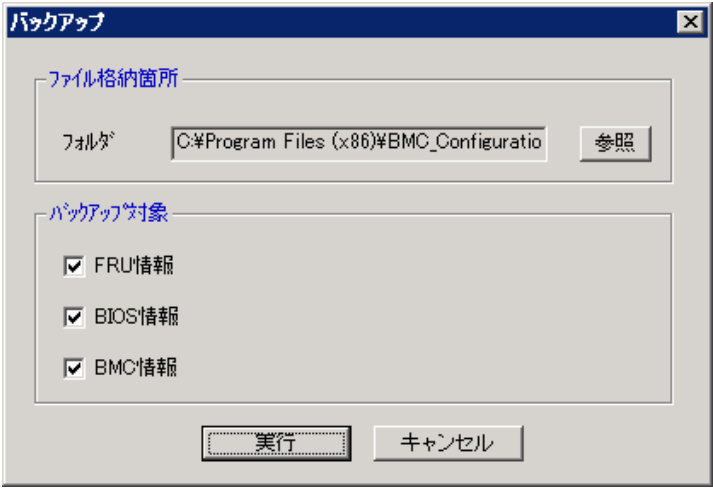 バックアップ
ファイル格納箇所
フォルダ C:¥Program Files (x86)¥BMC_Configuratio 参照
バックアップ対象
FRU情報
BIOS情報
BMC情報
実行 キャンセル